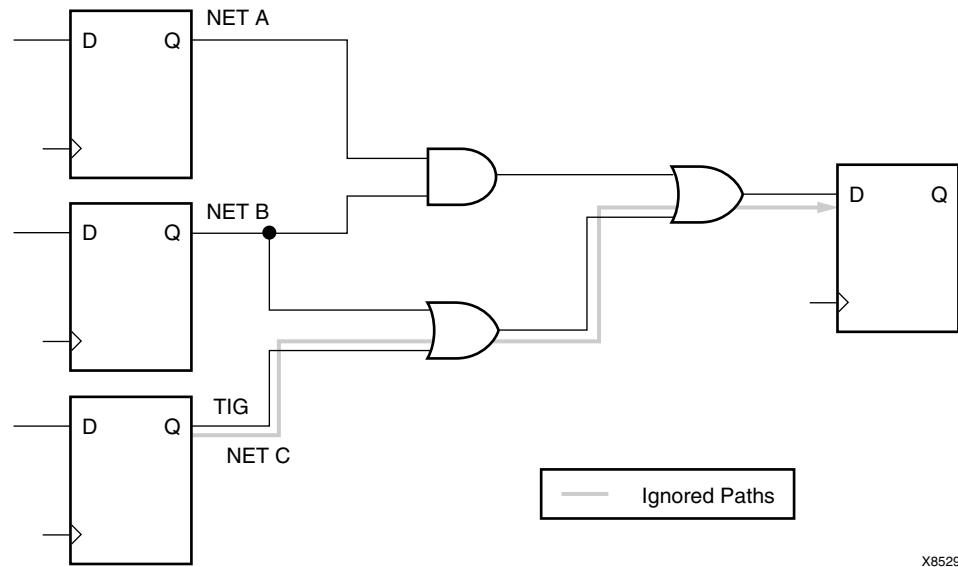 NET A
D Q
NET B
D Q
D Q
TIG
D Q
NET C
Ignored Paths
X8529